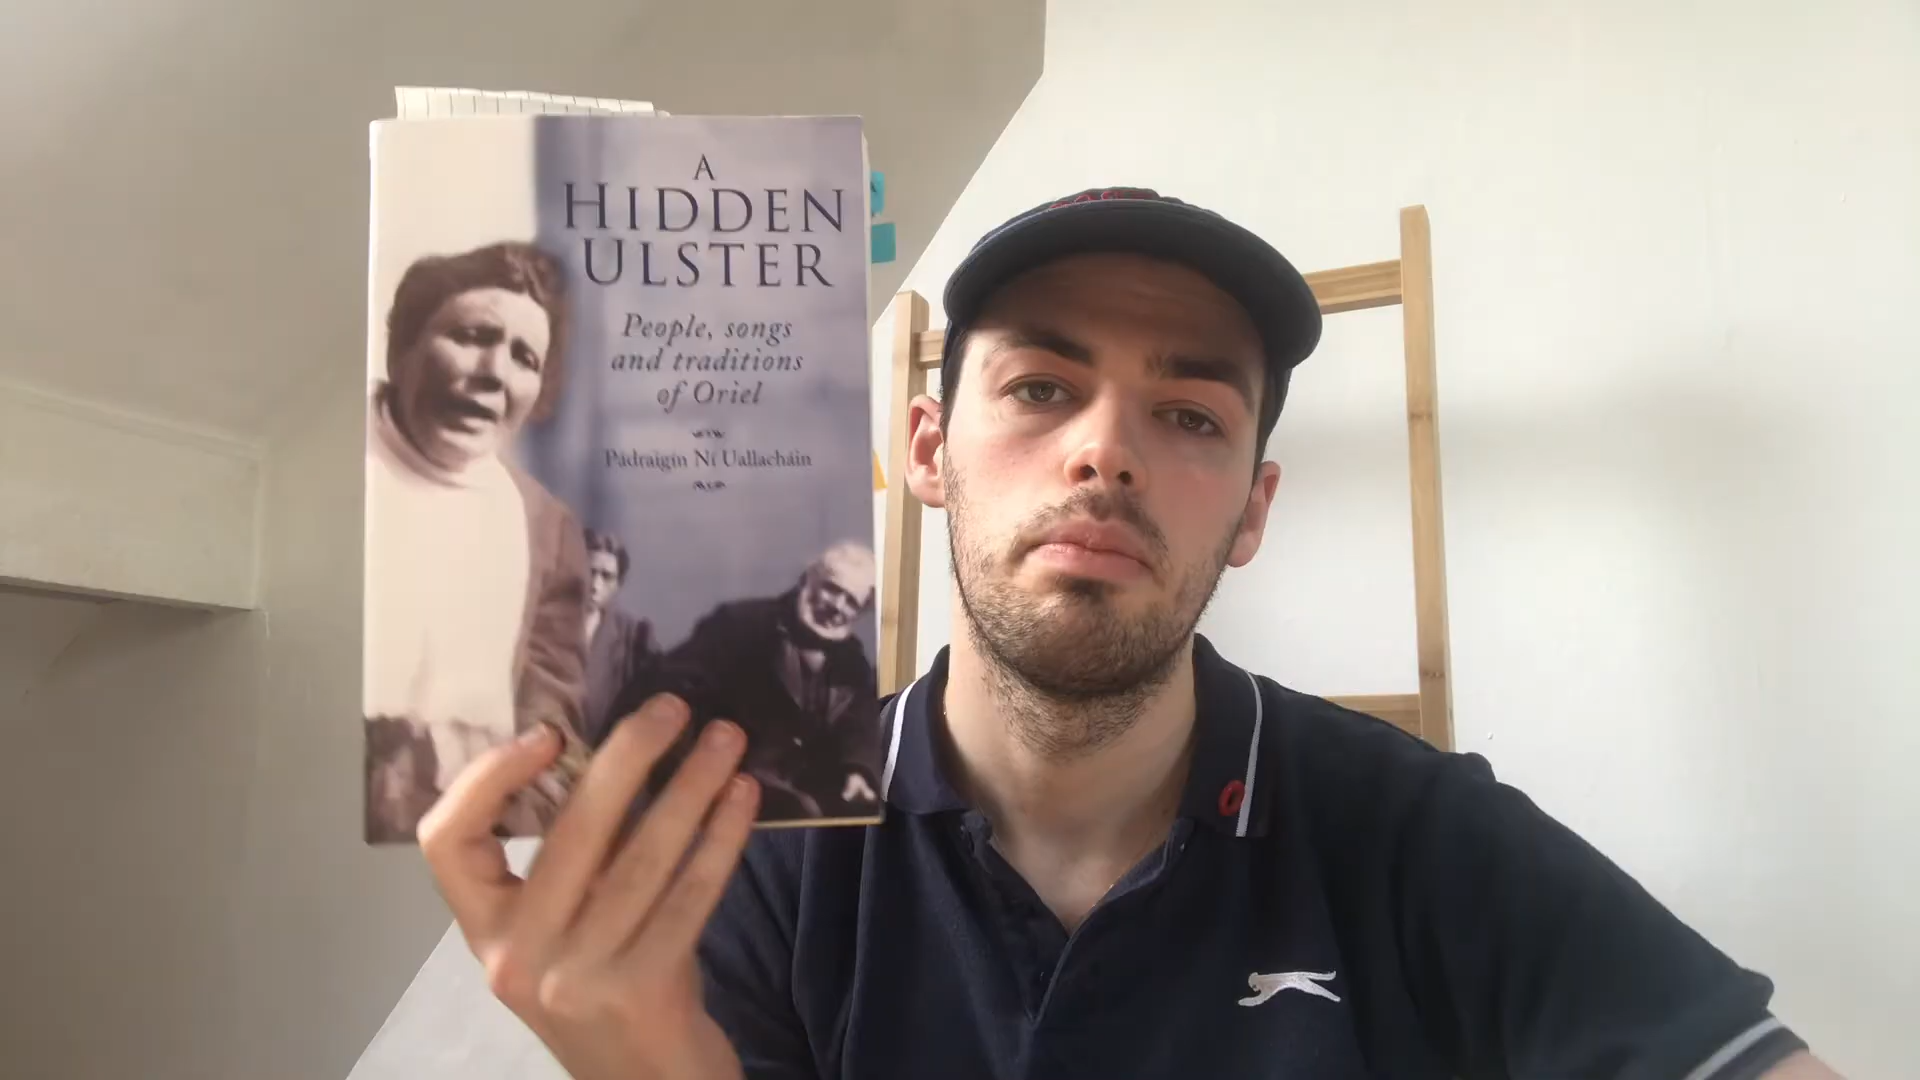 A
HIDDEN
ULSTER
People, songs
and traditions
of Oriel
Pádraigín Ní Uallacháin